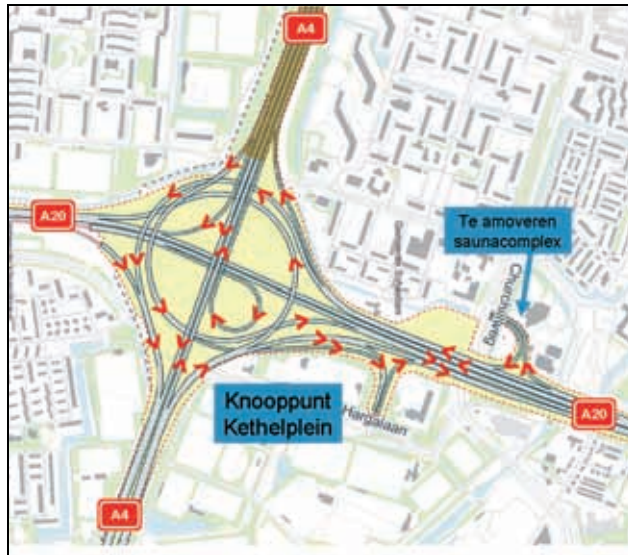 A4
A20
Te amoveren
saunacomplex
Churchillweg
Knooppunt
Kethelplein
Hargalaan
A20
A4